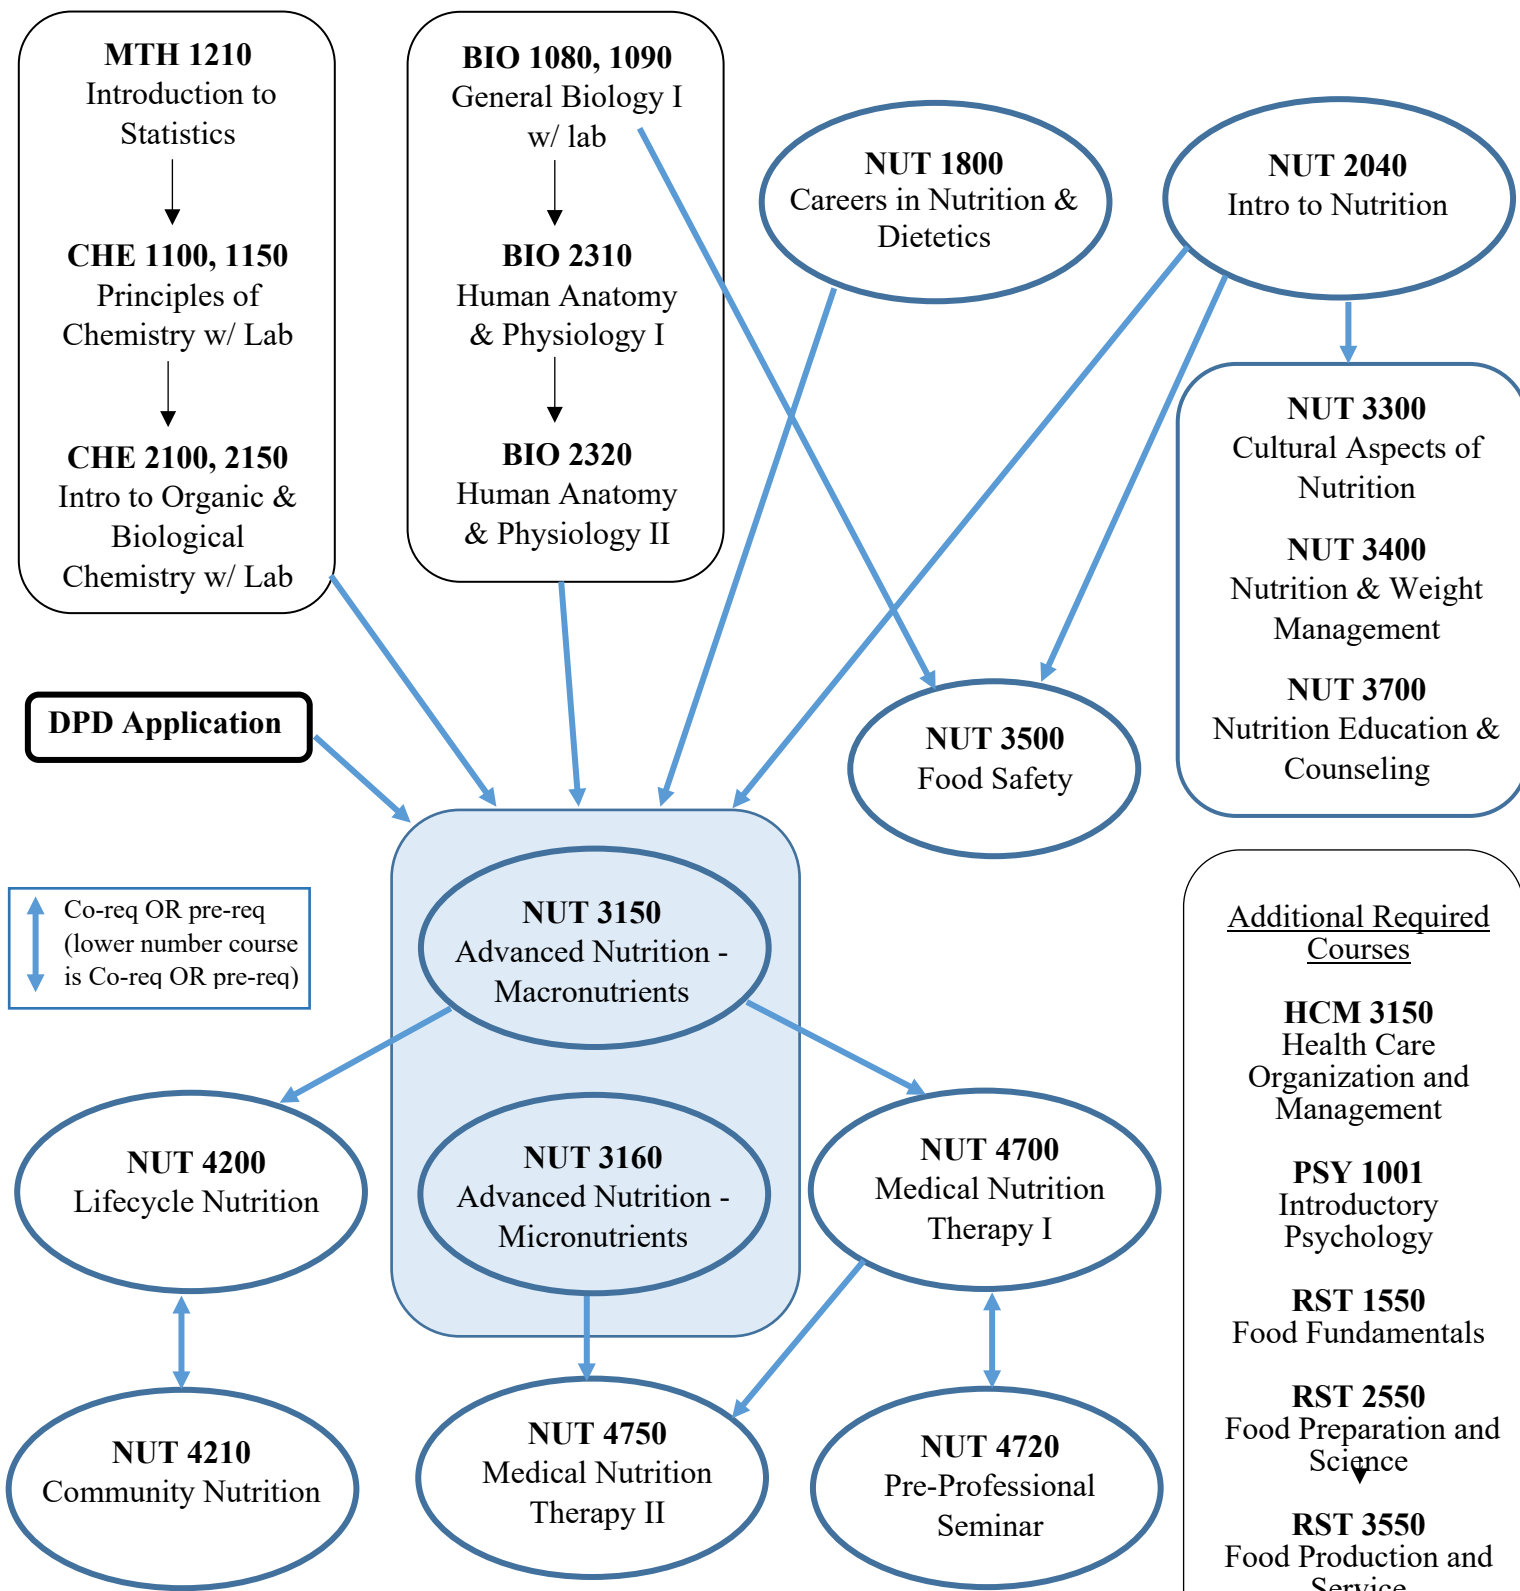 MTH 1210
Introduction to
Statistics
CHE 1100, 1150
Principles of
Chemistry w/ Lab
CHE 2100, 2150
Intro to Organic &
Biological
Chemistry w/ Lab
BIO 1080, 1090
General Biology I
w/ lab
BIO 2310
Human Anatomy
& Physiology I
BIO 2320
Human Anatomy
& Physiology II
NUT 1800
Careers in Nutrition &
Dietetics
NUT 2040
Intro to Nutrition
NUT 3300
Cultural Aspects of
Nutrition
NUT 3400
Nutrition & Weight
Management
NUT 3700
Nutrition Education &
Counseling
DPD Application
NUT 3500
Food Safety
Co-req OR pre-req
(lower number course
is Co-req OR pre-req)
NUT 3150
Advanced Nutrition -
Macronutrients
NUT 3160
Advanced Nutrition -
Micronutrients
NUT 4200
Lifecycle Nutrition
NUT 4700
Medical Nutrition
Therapy I
NUT 4210
Community Nutrition
NUT 4750
Medical Nutrition
Therapy II
NUT 4720
Pre-Professional
Seminar
Additional Required
Courses
HCM 3150
Health Care
Organization and
Management
PSY 1001
Introductory
Psychology
RST 1550
Food Fundamentals
RST 2550
Food Preparation and
Science
RST 3550
Food Production and
Service